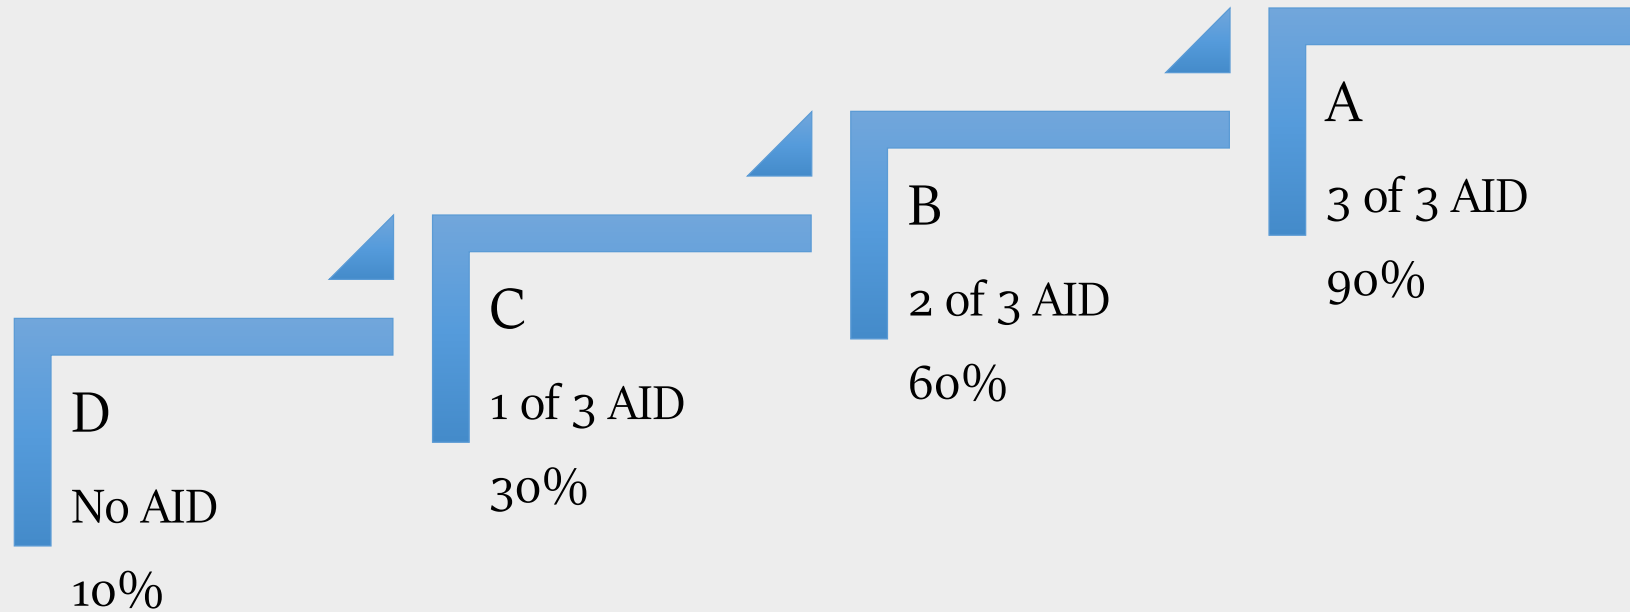 D
No AID
10%
C
1 of 3 AID
30%
B
2 of 3 AID
60%
A
3 of 3 AID
90%